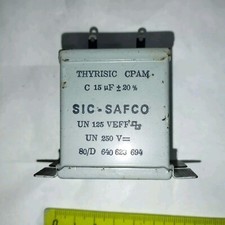 THYRISIC CPAM.
C 15 µF ± 20 %
SIC-SAFCO
UN 125 VEFF
UN 250 V
80/D 640 623 694